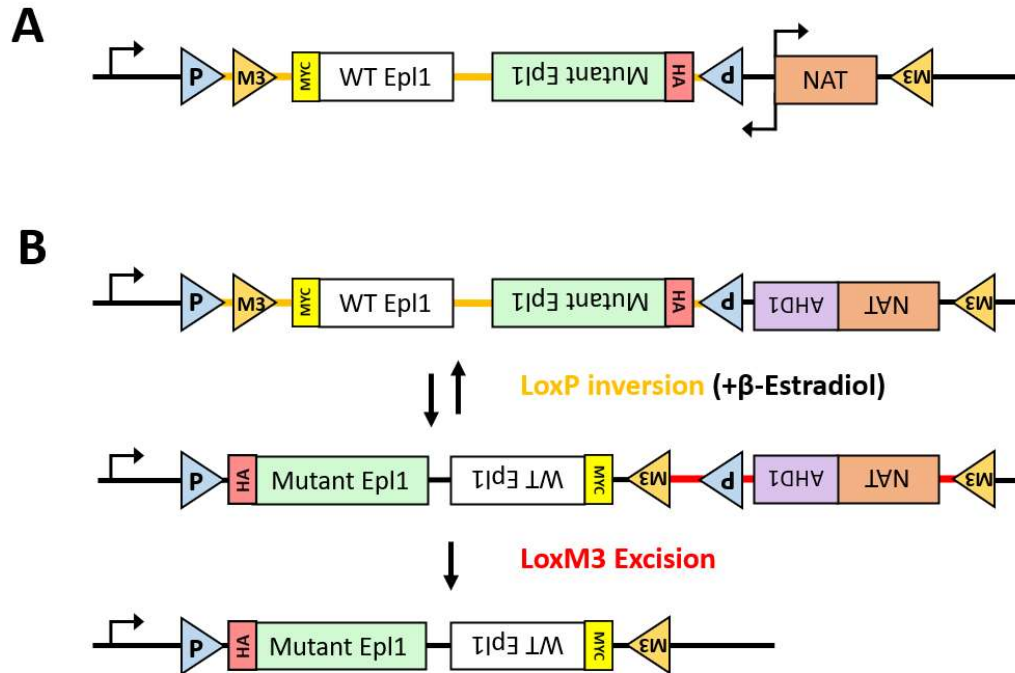 A
P M3 MYC WT Epl1 Mutant Epl1 HA P NAT M3
B
P M3 MYC WT Epl1 Mutant Epl1 HA P AHD1 NAT M3
LoxP inversion (+β-Estradiol)
P HA Mutant Epl1 WT Epl1 MYC M3 P AHD1 NAT M3
LoxM3 Excision
P HA Mutant Epl1 WT Epl1 MYC M3